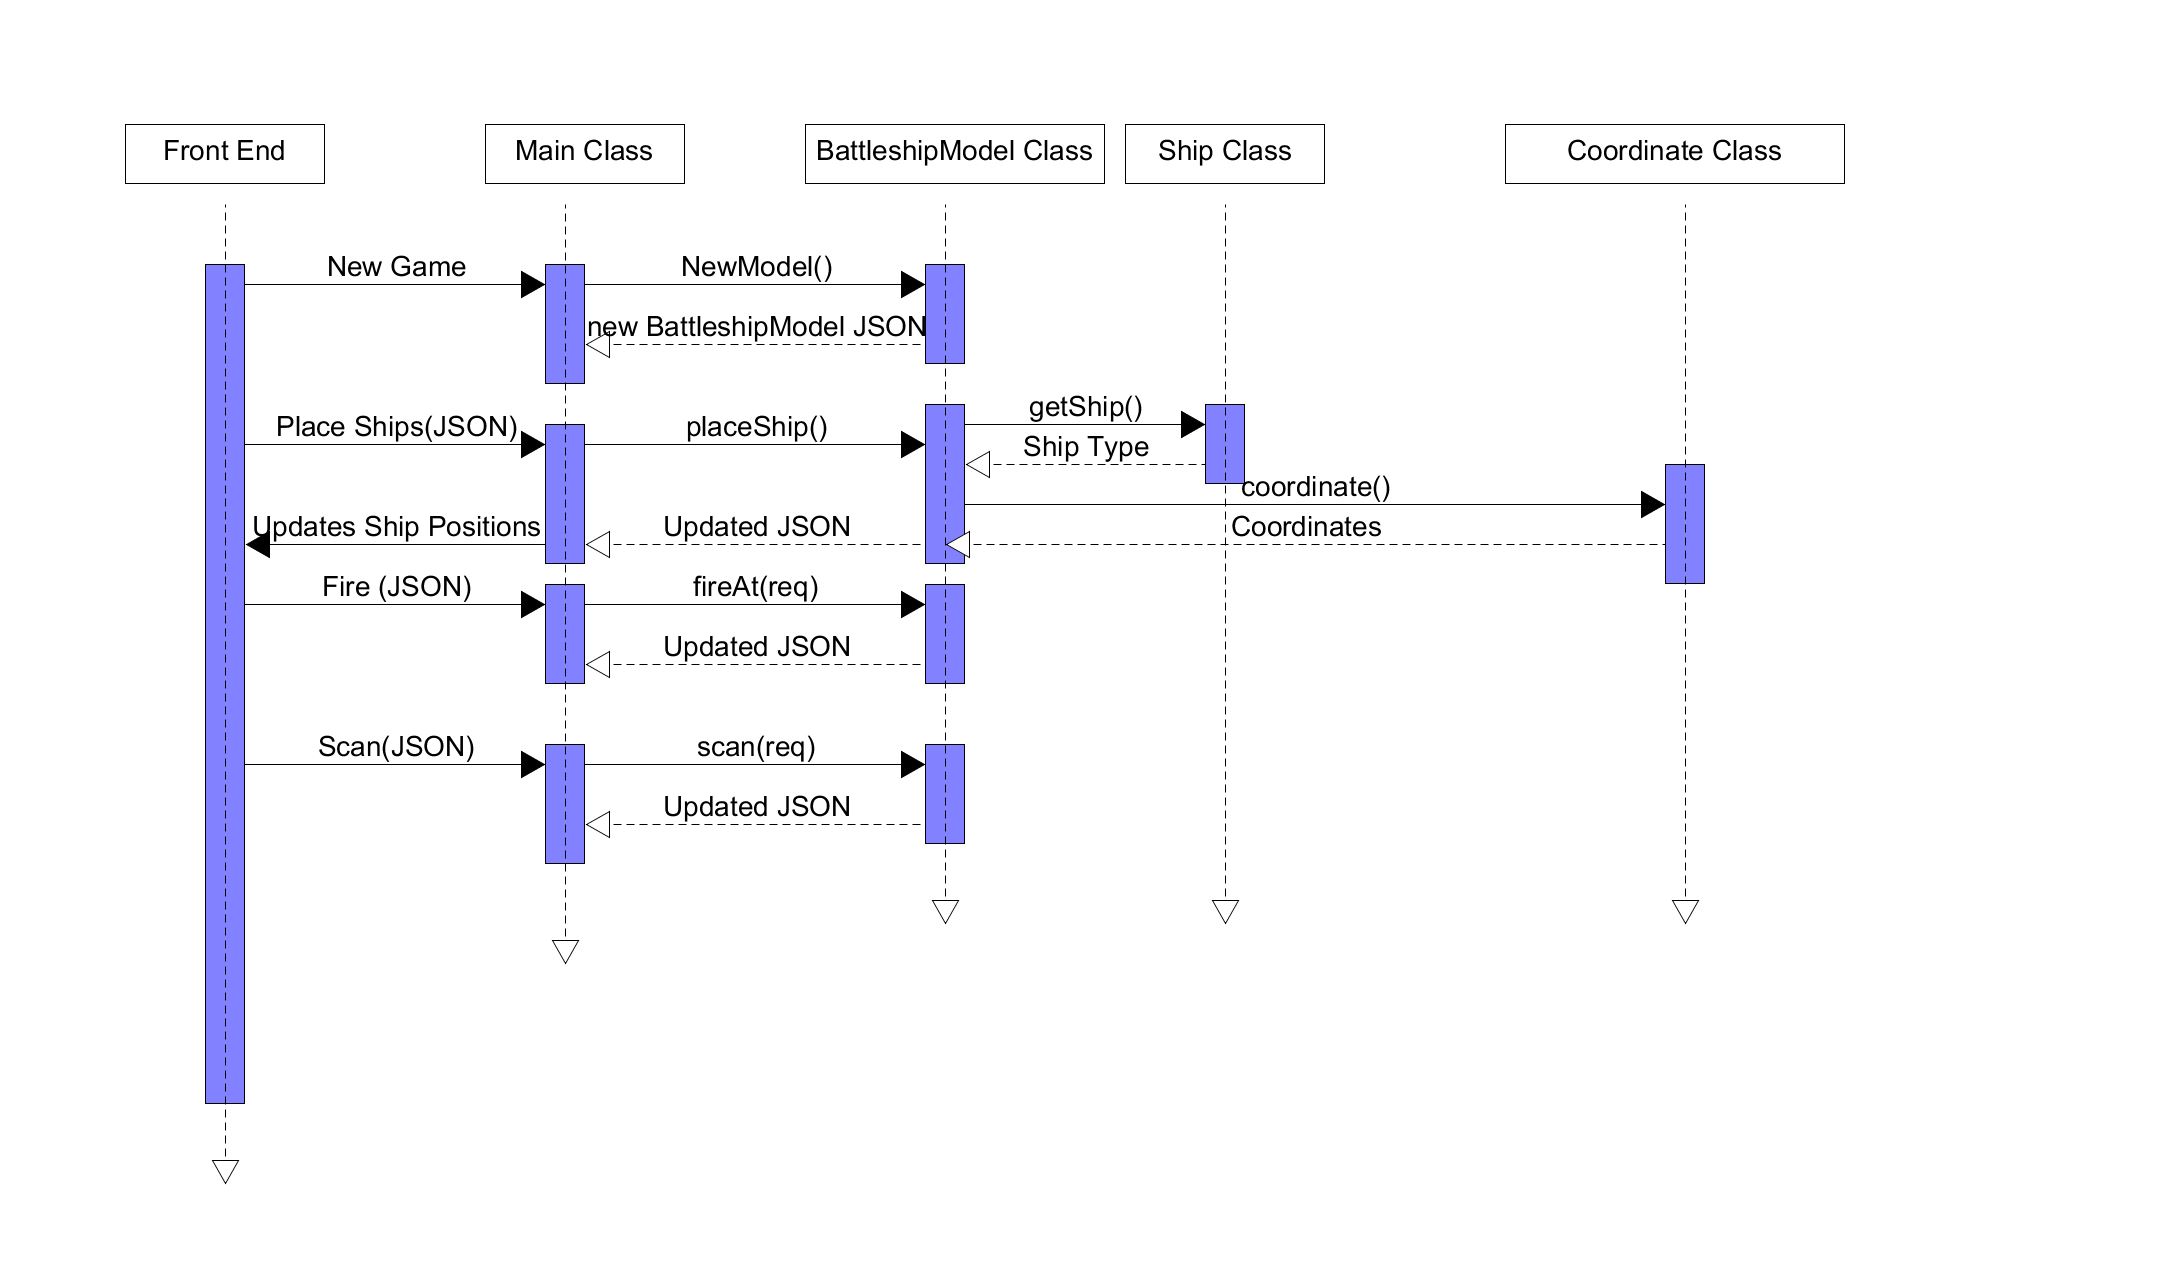 Front End
Main Class
BattleshipModel Class
Ship Class
Coordinate Class
New Game
NewModel()
new BattleshipModel JSON
getShip()
Place Ships(JSON)
placeShip()
Ship Type
coordinate()
Updates Ship Positions
Updated JSON
Coordinates
Fire (JSON)
fireAt(req)
Updated JSON
Scan(JSON)
scan(req)
Updated JSON